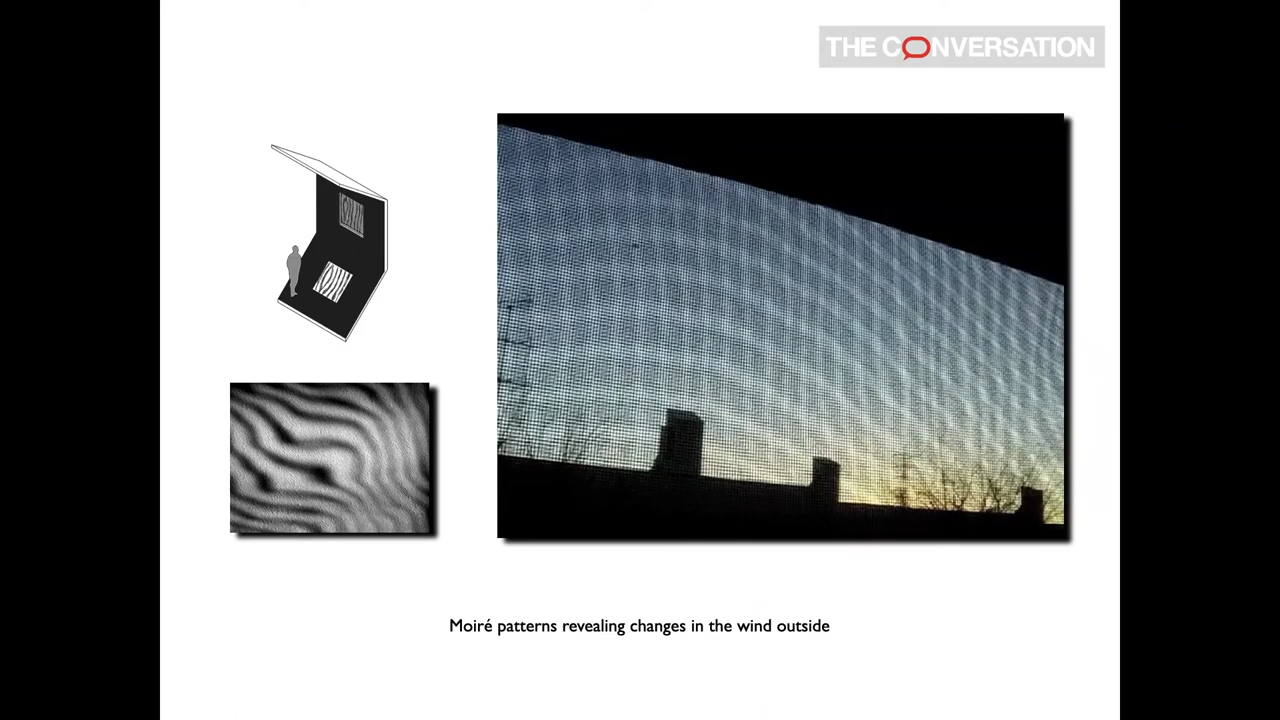 THE CONVERSATION
Moiré patterns revealing changes in the wind outside